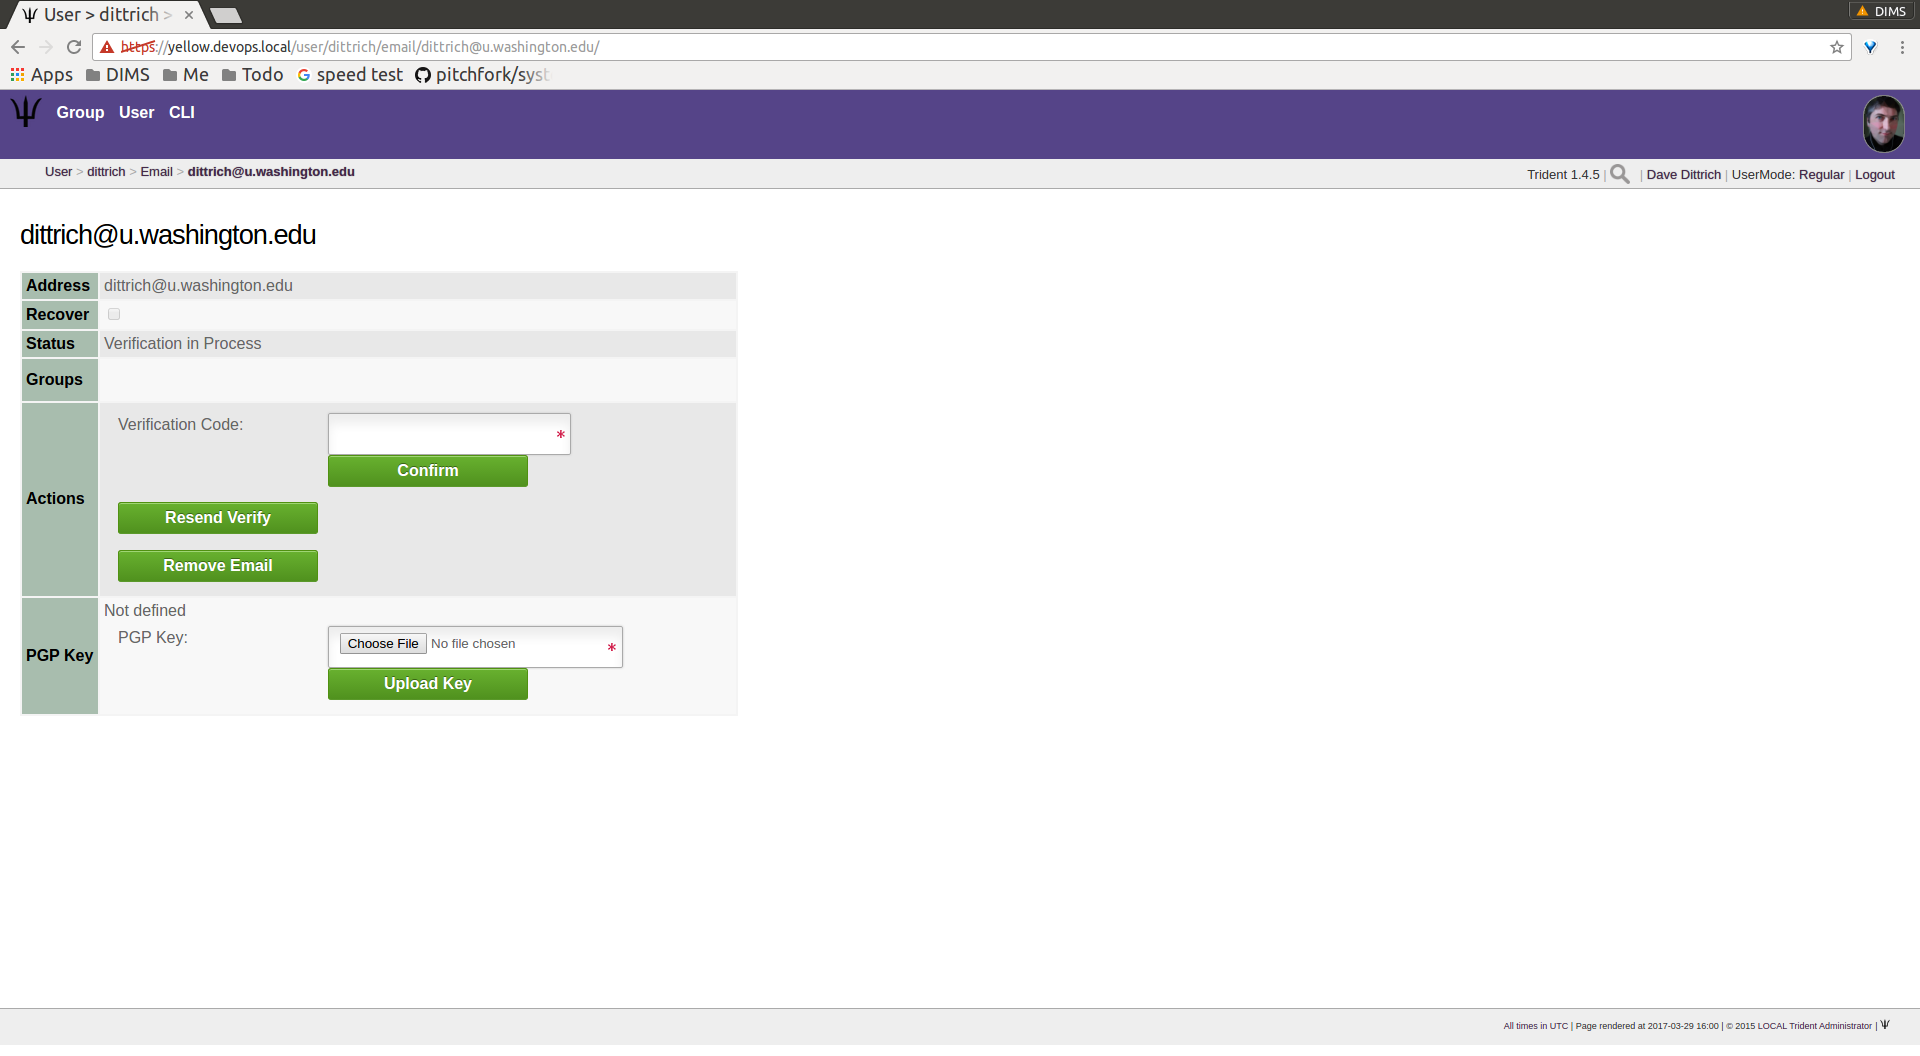 User > dittrich >
DIMS
https://yellow.devops.local/user/dittrich/email/dittrich@u.washington.edu/
Apps DIMS Me Todo speed test pitchfork/syst
Group User CLI
User > dittrich > Email > dittrich@u.washington.edu
Trident 1.4.5 | | Dave Dittrich | UserMode: Regular | Logout
dittrich@u.washington.edu
Address dittrich@u.washington.edu
Recover
Status Verification in Process
Groups
Actions
Verification Code: *
Confirm
Resend Verify
Remove Email
PGP Key
Not defined
PGP Key: Choose File No file chosen *
Upload Key
All times in UTC | Page rendered at 2017-03-29 16:00 | © 2015 LOCAL Trident Administrator |